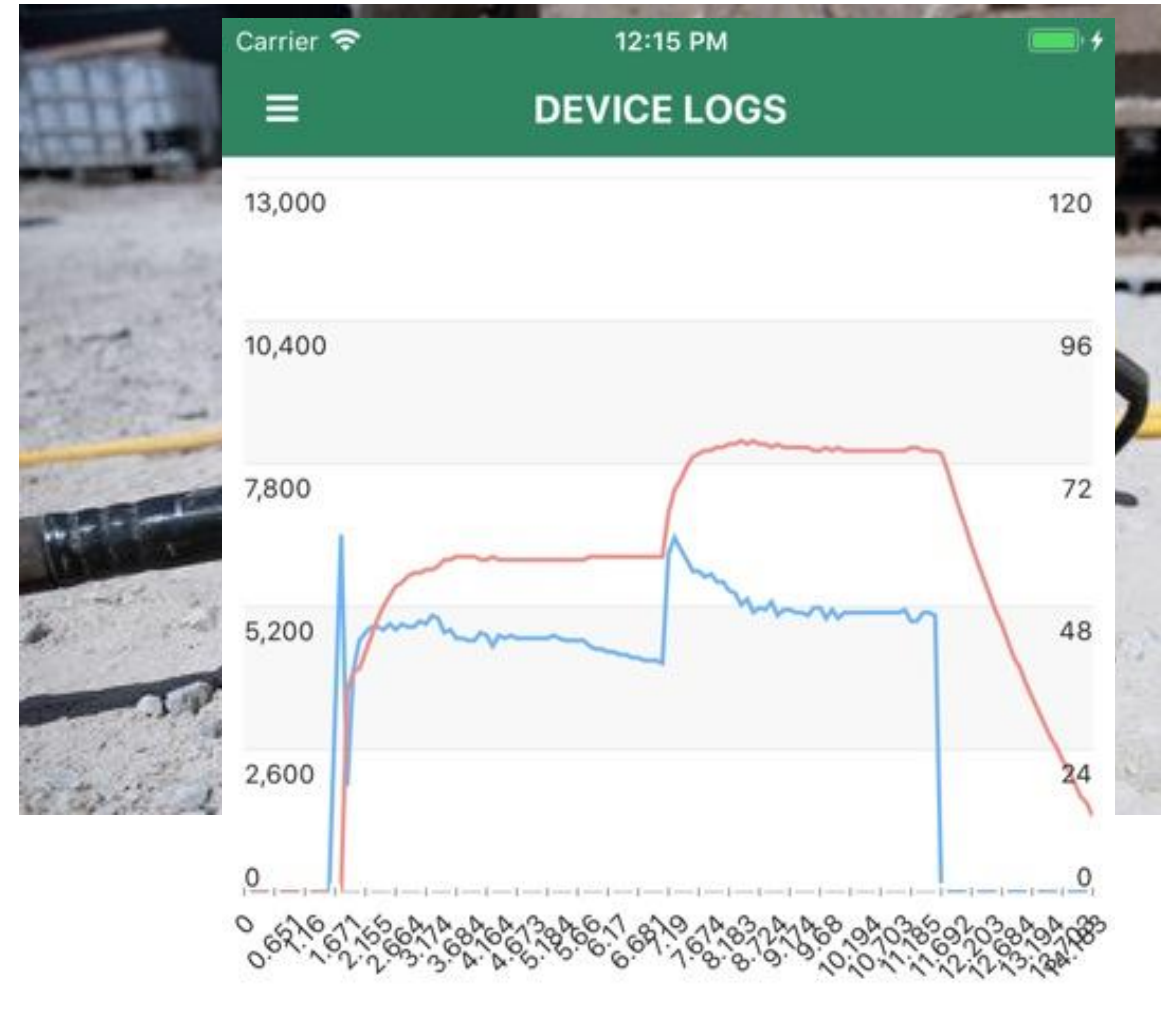 Carrier 12:15 PM
DEVICE LOGS
13,000 120
10,400 96
7,800 72
5,200 48
2,600 24
0 0
0 0.651 1.16 1.671 2.155 2.664 3.174 3.684 4.164 4.673 5.184 5.66 6.17 6.681 7.19 7.674 8.183 8.724 9.174 9.68 10.194 10.703 11.185 11.692 12.203 12.684 13.194 14.183